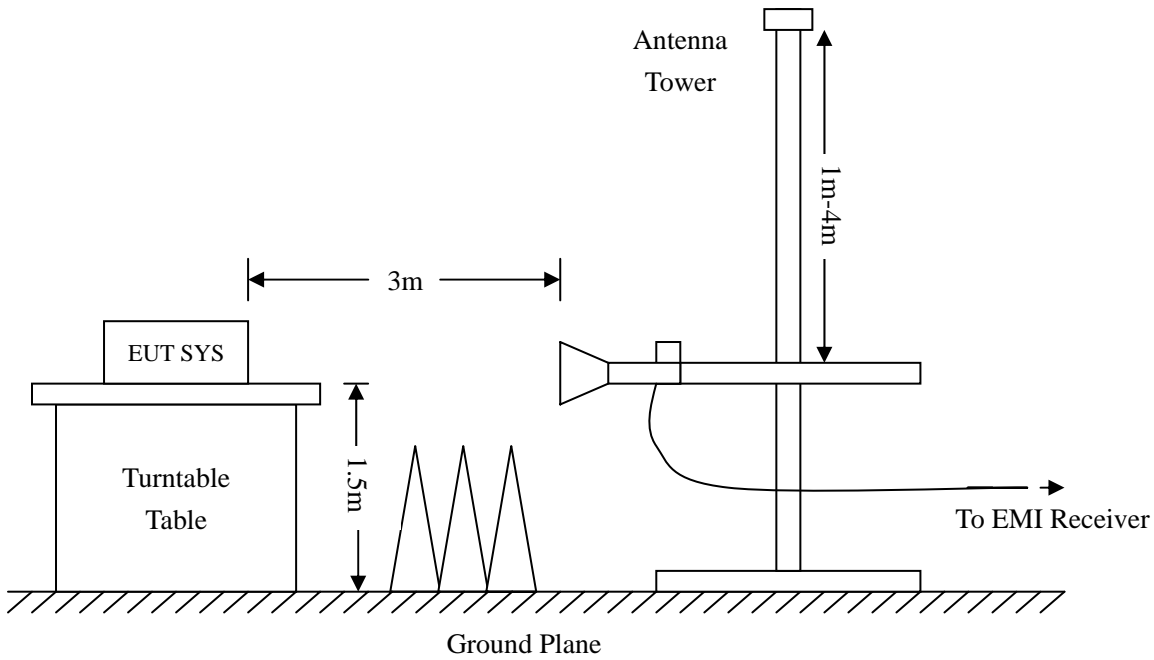 Antenna
Tower
1m-4m
3m
EUT SYS
1.5m
Turntable
Table
To EMI Receiver
Ground Plane